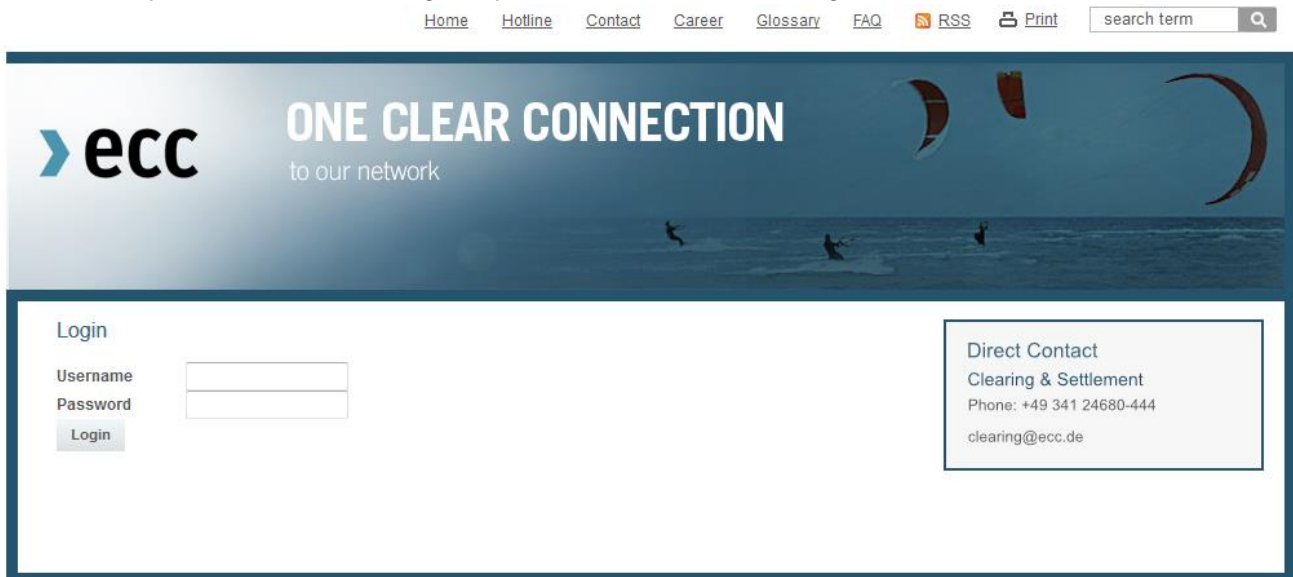 Home Hotline Contact Career Glossary FAQ RSS Print search term
ecc
ONE CLEAR CONNECTION
to our network
Login
Username
Password
Login
Direct Contact
Clearing & Settlement
Phone: +49 341 24680-444
clearing@ecc.de